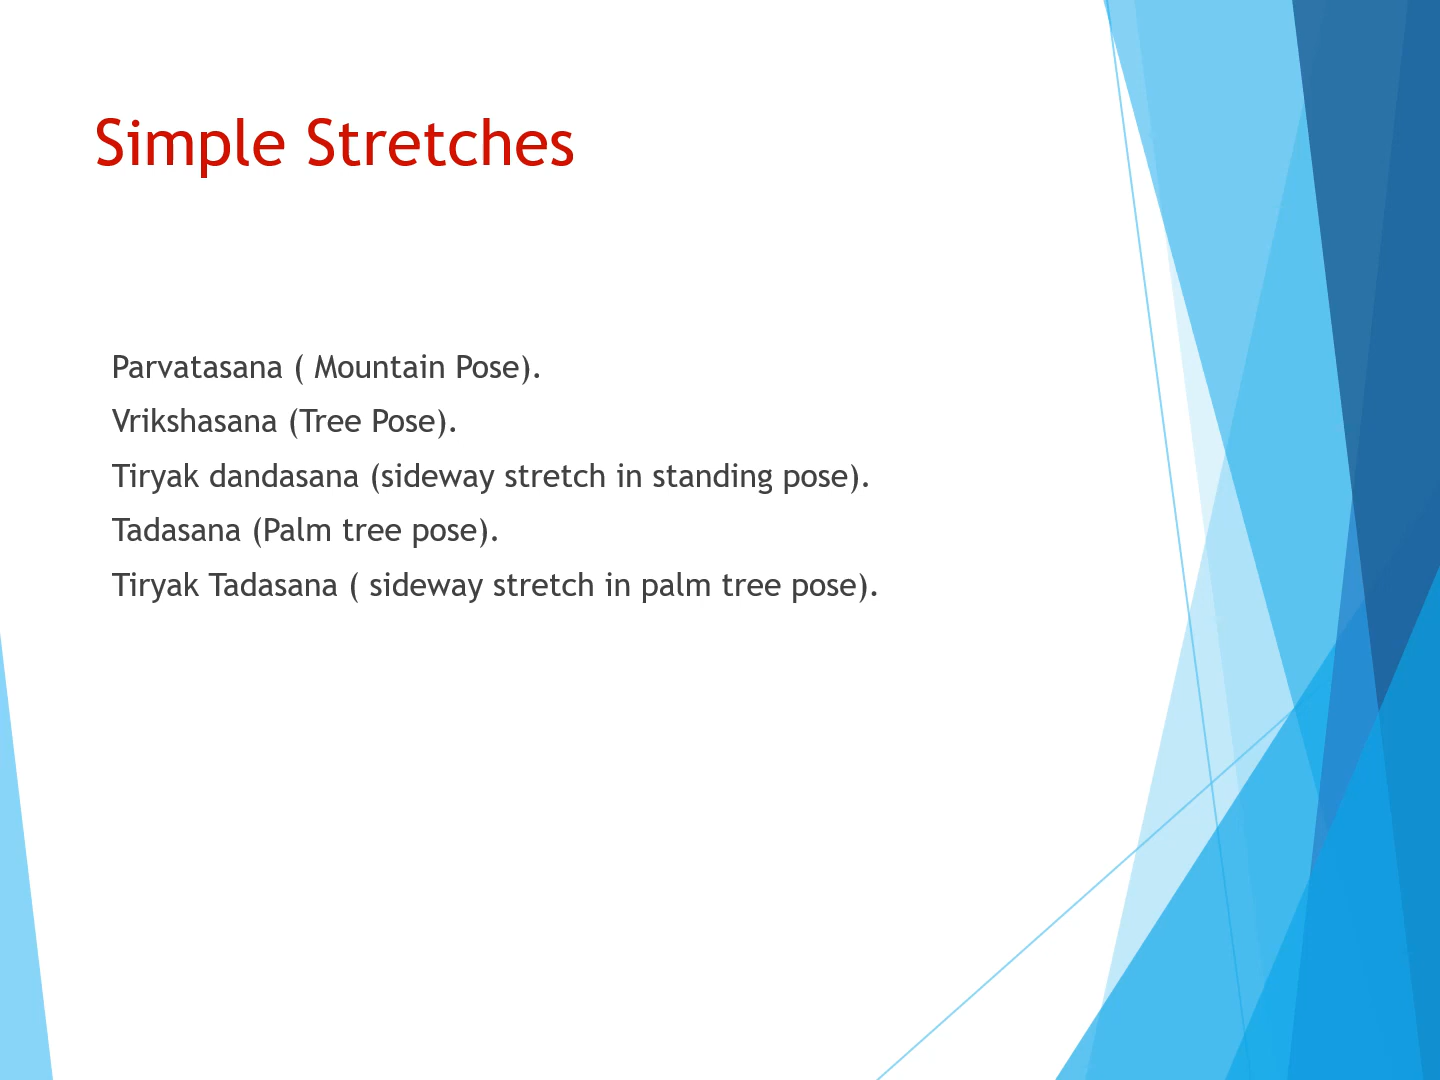 Simple Stretches
Parvatasana ( Mountain Pose).
Vrikshasana (Tree Pose).
Tiryak dandasana (sideway stretch in standing pose).
Tadasana (Palm tree pose).
Tiryak Tadasana ( sideway stretch in palm tree pose).